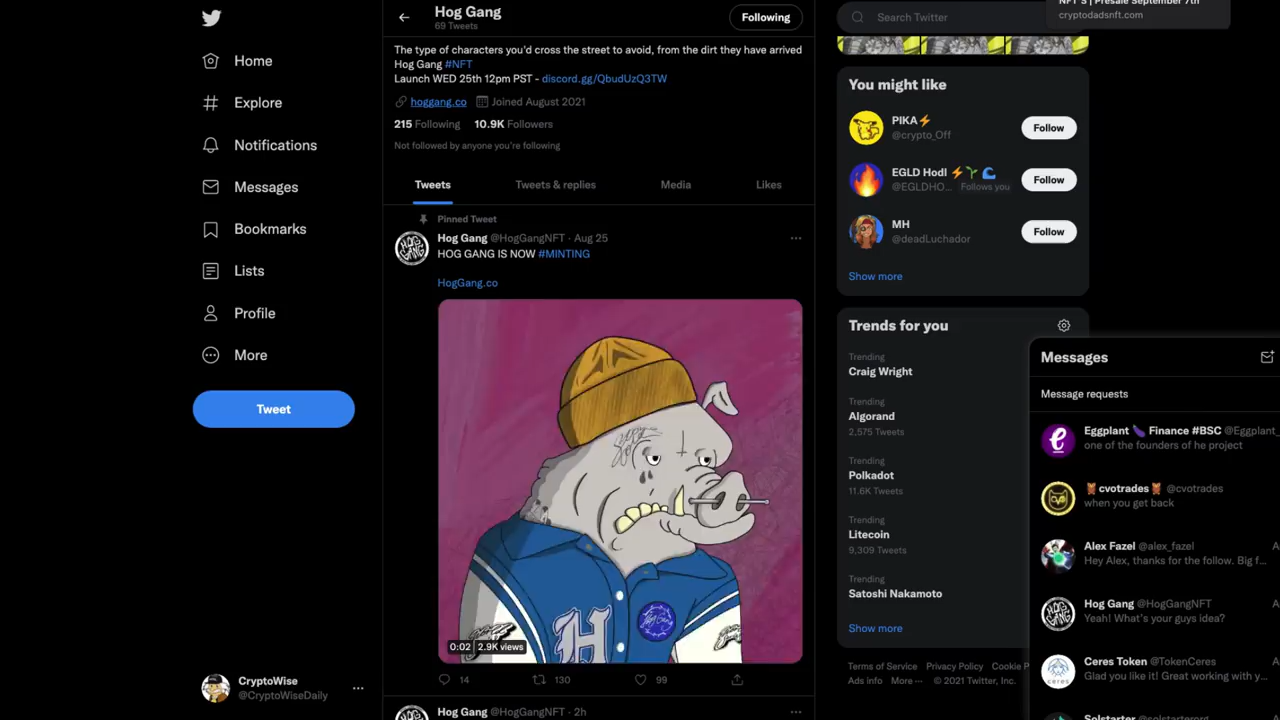 Home
Explore
Notifications
Messages
Bookmarks
Lists
Profile
More
Tweet
CryptoWise
@CryptoWiseDaily
Hog Gang
69 Tweets
Following
The type of characters you'd cross the street to avoid, from the dirt they have arrived
Hog Gang #NFT
Launch WED 25th 12pm PST - discord.gg/QbudUzQ3TW
hoggang.co Joined August 2021
215 Following 10.9K Followers
Not followed by anyone you're following
Tweets Tweets & replies Media Likes
Pinned Tweet
Hog Gang @HogGangNFT · Aug 25
HOG GANG IS NOW #MINTING
HogGang.co
H
Hog Gang
0:02 2.9K views
14 130 99
Hog Gang @HogGangNFT · 2h
Search Twitter
NFT'S | Presale September 7th
cryptodadsnft.com
You might like
PIKA⚡
@crypto_Off
Follow
EGLD Hodl ⚡🌱🌊
@EGLDHO... Follows you
Follow
MH
@deadLuchador
Follow
Show more
Trends for you
Trending
Craig Wright
Trending
Algorand
2,575 Tweets
Trending
Polkadot
11.6K Tweets
Trending
Litecoin
9,309 Tweets
Trending
Satoshi Nakamoto
Show more
Terms of Service Privacy Policy Cookie P
Ads info More ··· © 2021 Twitter, Inc.
Messages
Message requests
Eggplant 🍆 Finance #BSC @Eggplant_
one of the founders of he project
🦉cvotrades🦉 @cvotrades
when you get back
Alex Fazel @alex_fazel
Hey Alex, thanks for the follow. Big f...
Hog Gang @HogGangNFT
Yeah! What's your guys idea?
Ceres Token @TokenCeres
Glad you like it! Great working with y...
Solstarter @solstarterorg